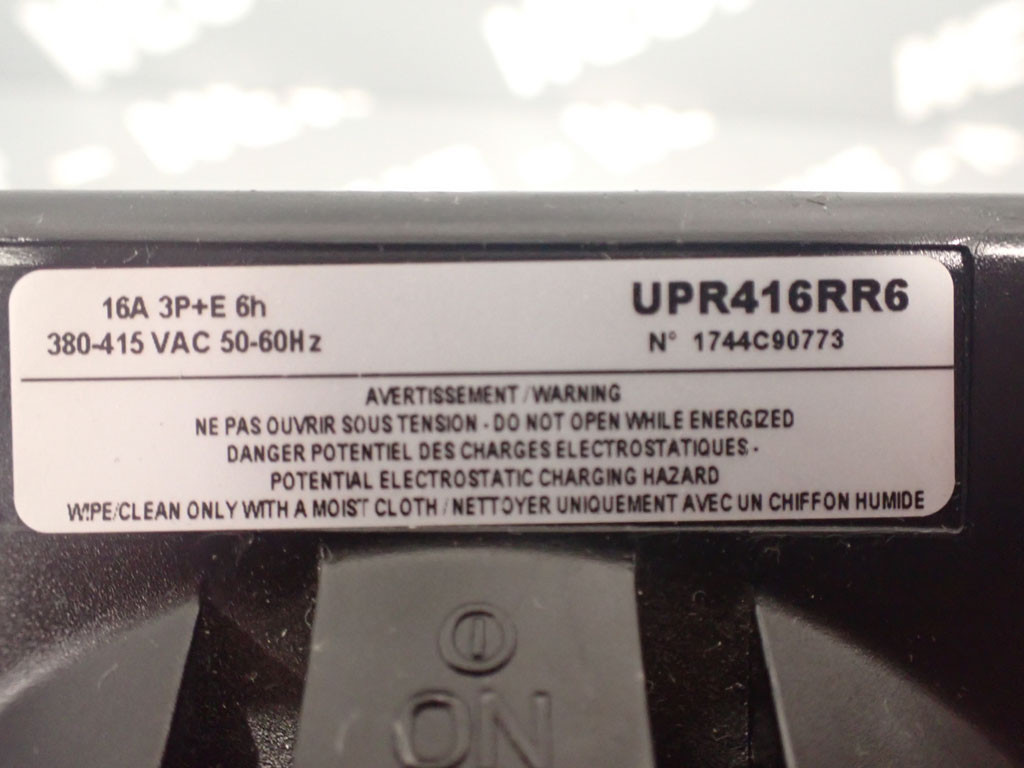 16A 3P+E 6h
380-415 VAC 50-60Hz
UPR416RR6
N° 1744C90773
AVERTISSEMENT / WARNING
NE PAS OUVRIR SOUS TENSION - DO NOT OPEN WHILE ENERGIZED
DANGER POTENTIEL DES CHARGES ELECTROSTATIQUES -
POTENTIAL ELECTROSTATIC CHARGING HAZARD
WIPE/CLEAN ONLY WITH A MOIST CLOTH / NETTOYER UNIQUEMENT AVEC UN CHIFFON HUMIDE
ON